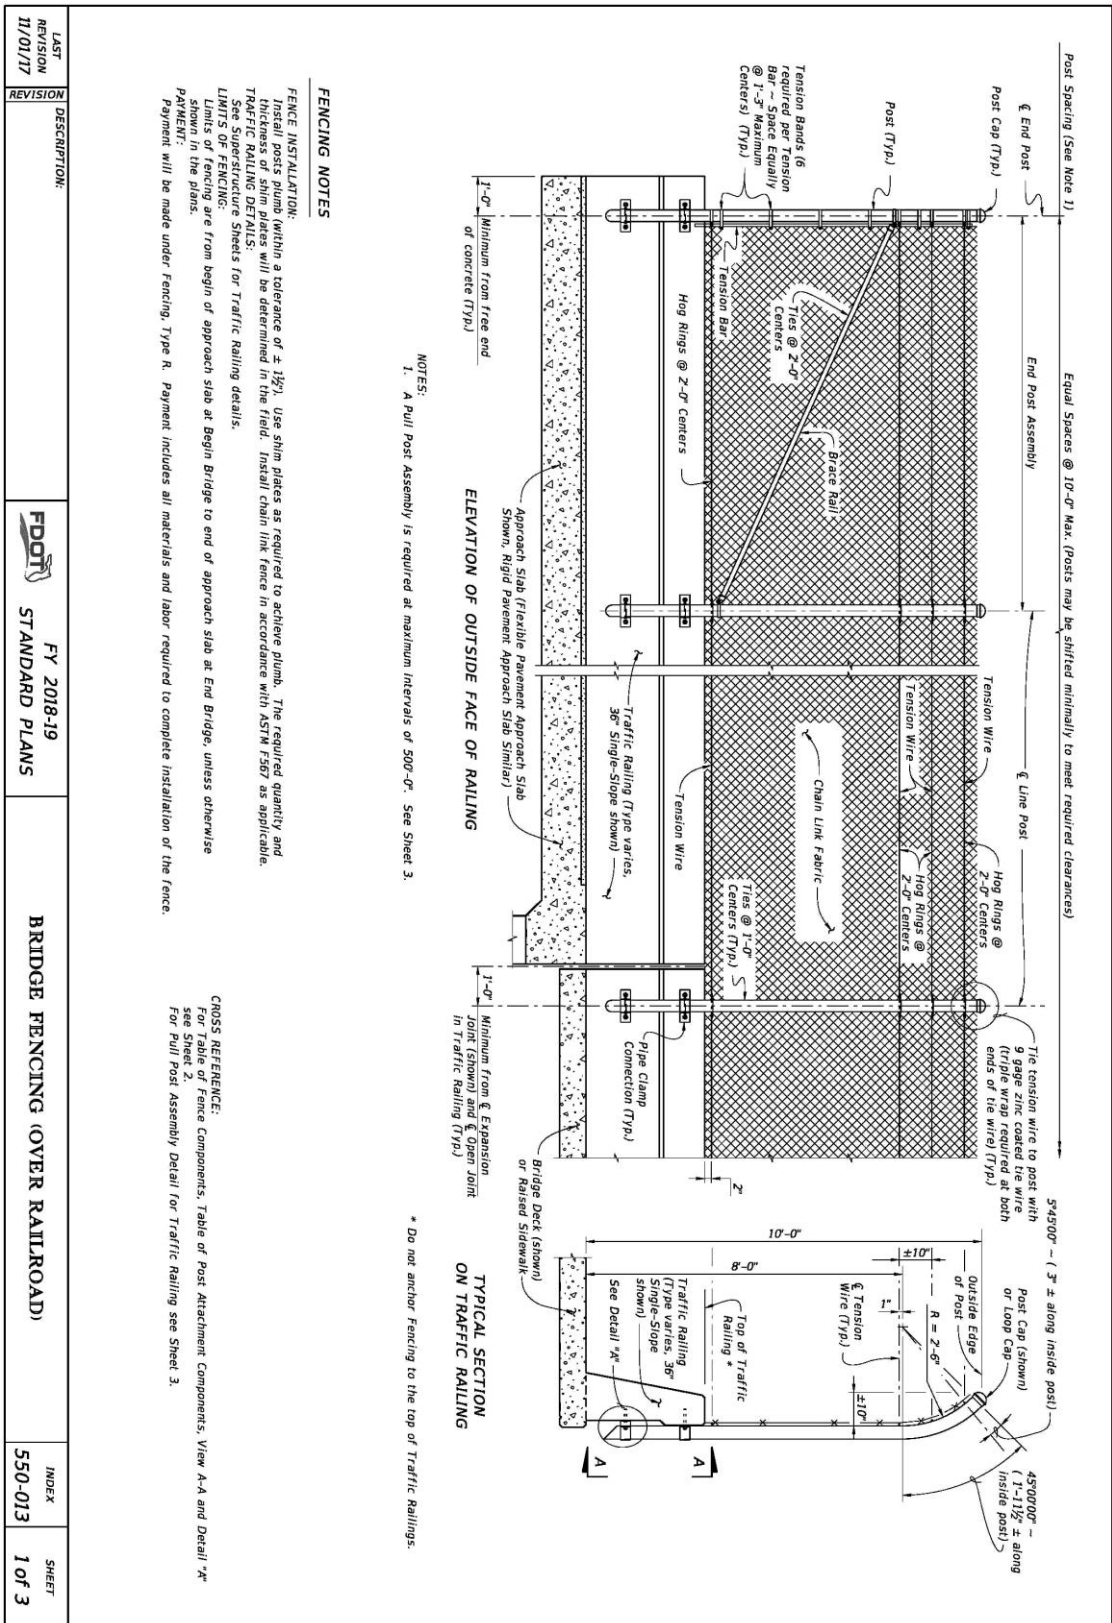 Post Spacing (See Note 1)
Equal Spaces @ 10'-0" Max. (Posts may be shifted minimally to meet required clearances)
℄ End Post
End Post Assembly
℄ Line Post
Post Cap (Typ.)
Tension Wire
Hog Rings @
2'-0" Centers
Tie tension wire to post with
9 gage zinc coated tie wire
(triple wrap required at both
ends of tie wire) (Typ.)
Post (Typ.)
Tension Bands (6
required per Tension
Bar ~ Space Equally
@ 1'-3" Maximum
Centers) (Typ.)
Tension Bar
Ties @ 2'-0"
Centers
Brace Rail
Hog Rings @ 2'-0" Centers
Tension Wire
Hog Rings @
2'-0" Centers
Chain Link Fabric
Ties @ 1'-0"
Centers (Typ.)
Tension Wire
2"
Traffic Railing (Type varies,
36" Single-Slope shown)
Pipe Clamp
Connection (Typ.)
1'-0"
Minimum from free end
of concrete (Typ.)
1'-0"
Minimum from ℄ Expansion
Joint (shown) and ℄ Open Joint
in Traffic Railing (Typ.)
Approach Slab (Flexible Pavement Approach Slab
Shown, Rigid Pavement Approach Slab Similar)
Bridge Deck (shown)
or Raised Sidewalk
ELEVATION OF OUTSIDE FACE OF RAILING
5°45'00" ~ ( 3" ± along inside post)
45°00'00" ~
( 1'-11½" ± along
inside post)
Post Cap (shown)
or Loop Cap
Outside Edge
of Post
R = 2'-6"
±10"
±10"
1"
℄ Tension
Wire (Typ.)
10'-0"
8'-0"
Top of Traffic
Railing *
Traffic Railing
(Type varies, 36"
Single-Slope
shown)
See Detail "A"
A
A
TYPICAL SECTION
ON TRAFFIC RAILING
* Do not anchor Fencing to the top of Traffic Railings.
NOTES:
1. A Pull Post Assembly is required at maximum intervals of 500'-0". See Sheet 3.
FENCING NOTES
FENCE INSTALLATION:
Install posts plumb (within a tolerance of ± 1½"). Use shim plates as required to achieve plumb. The required quantity and
thickness of shim plates will be determined in the field. Install chain link fence in accordance with ASTM F567 as applicable.
TRAFFIC RAILING DETAILS:
See Superstructure Sheets for Traffic Railing details.
LIMITS OF FENCING:
Limits of fencing are from begin of approach slab at Begin Bridge to end of approach slab at End Bridge, unless otherwise
shown in the plans.
PAYMENT:
Payment will be made under Fencing, Type R. Payment includes all materials and labor required to complete installation of the fence.
CROSS REFERENCE:
For Table of Fence Components, Table of Post Attachment Components, View A-A and Detail "A"
see Sheet 2.
For Pull Post Assembly Detail for Traffic Railing see Sheet 3.
LAST
REVISION
11/01/17
REVISION
DESCRIPTION:
FDOT
FY 2018-19
STANDARD PLANS
BRIDGE FENCING (OVER RAILROAD)
INDEX
550-013
SHEET
1 of 3